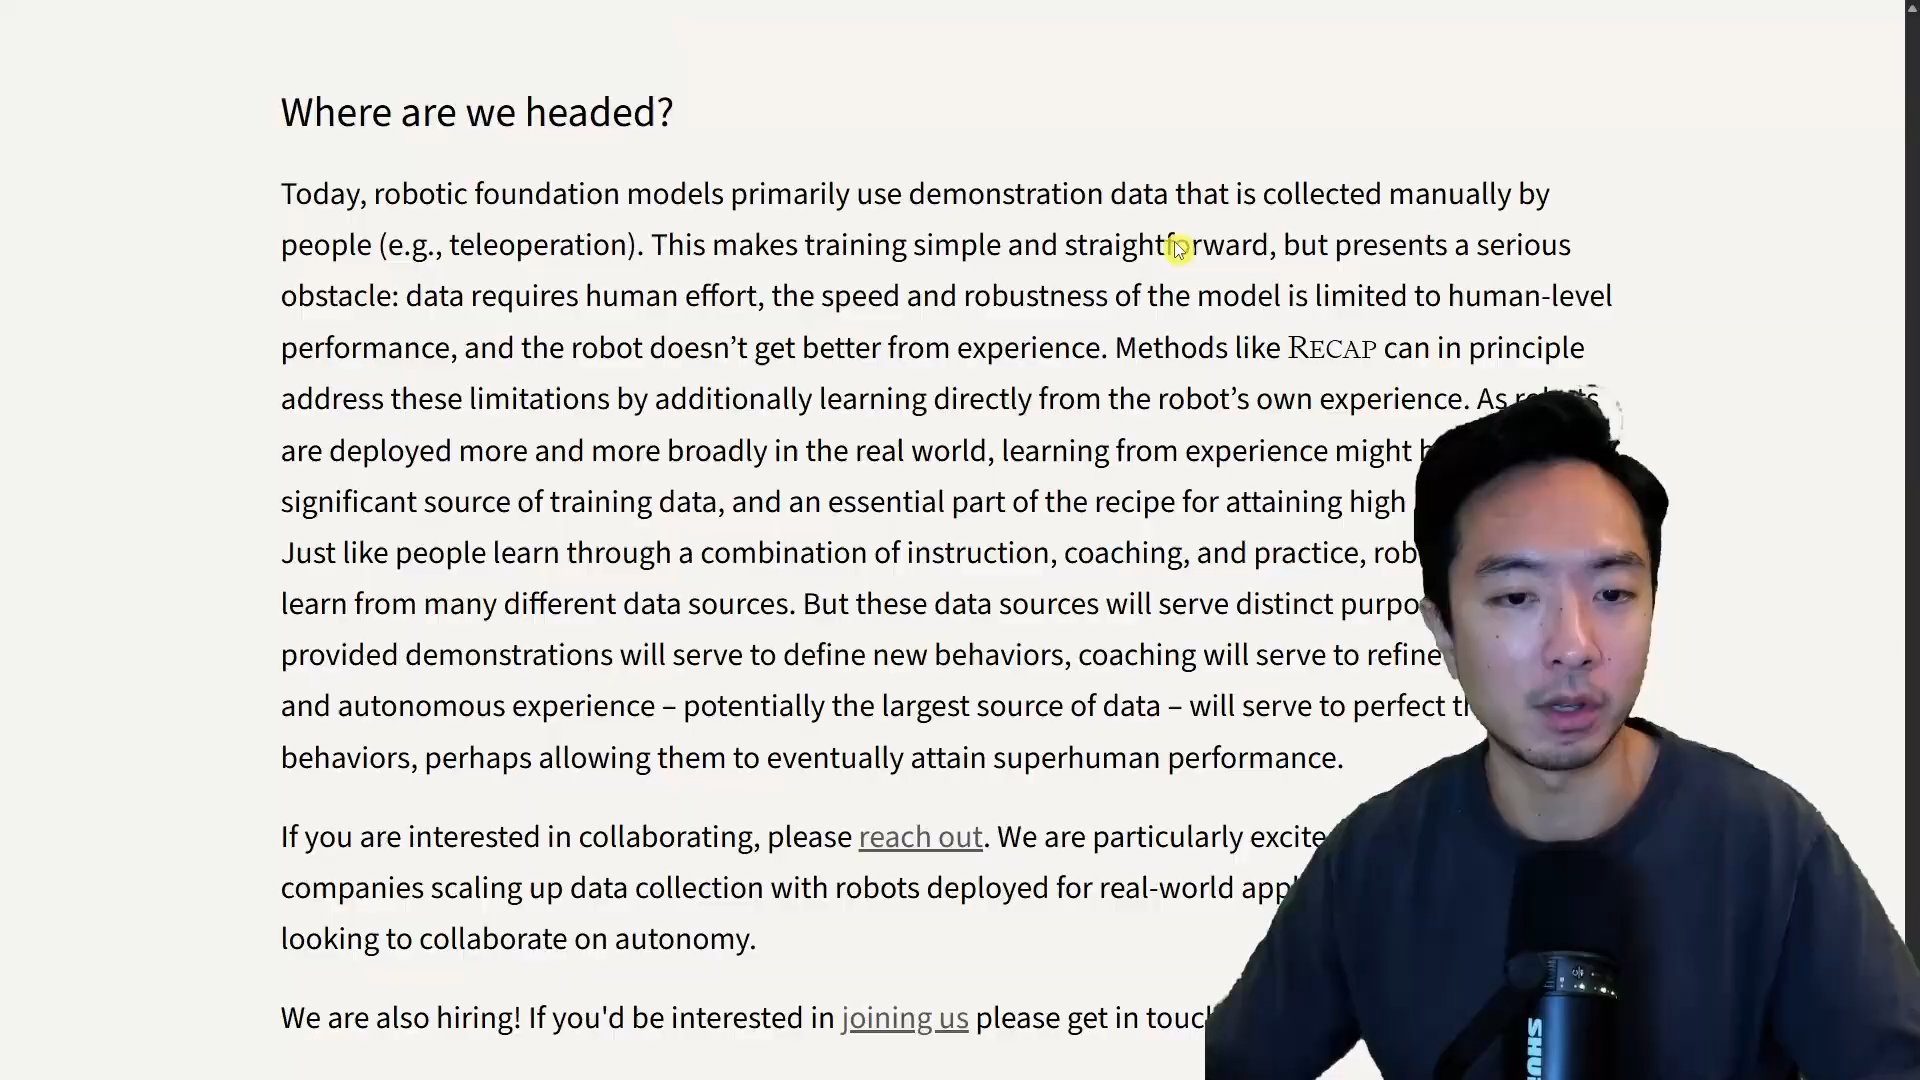 Where are we headed?
Today, robotic foundation models primarily use demonstration data that is collected manually by
people (e.g., teleoperation). This makes training simple and straightforward, but presents a serious
obstacle: data requires human effort, the speed and robustness of the model is limited to human-level
performance, and the robot doesn’t get better from experience. Methods like RECAP can in principle
address these limitations by additionally learning directly from the robot’s own experience. As
are deployed more and more broadly in the real world, learning from experience might
significant source of training data, and an essential part of the recipe for attaining high
Just like people learn through a combination of instruction, coaching, and practice, rob
learn from many different data sources. But these data sources will serve distinct purpo
provided demonstrations will serve to define new behaviors, coaching will serve to refine
and autonomous experience – potentially the largest source of data – will serve to perfect
behaviors, perhaps allowing them to eventually attain superhuman performance.
If you are interested in collaborating, please reach out. We are particularly excite
companies scaling up data collection with robots deployed for real-world app
looking to collaborate on autonomy.
We are also hiring! If you'd be interested in joining us please get in touc
SHU